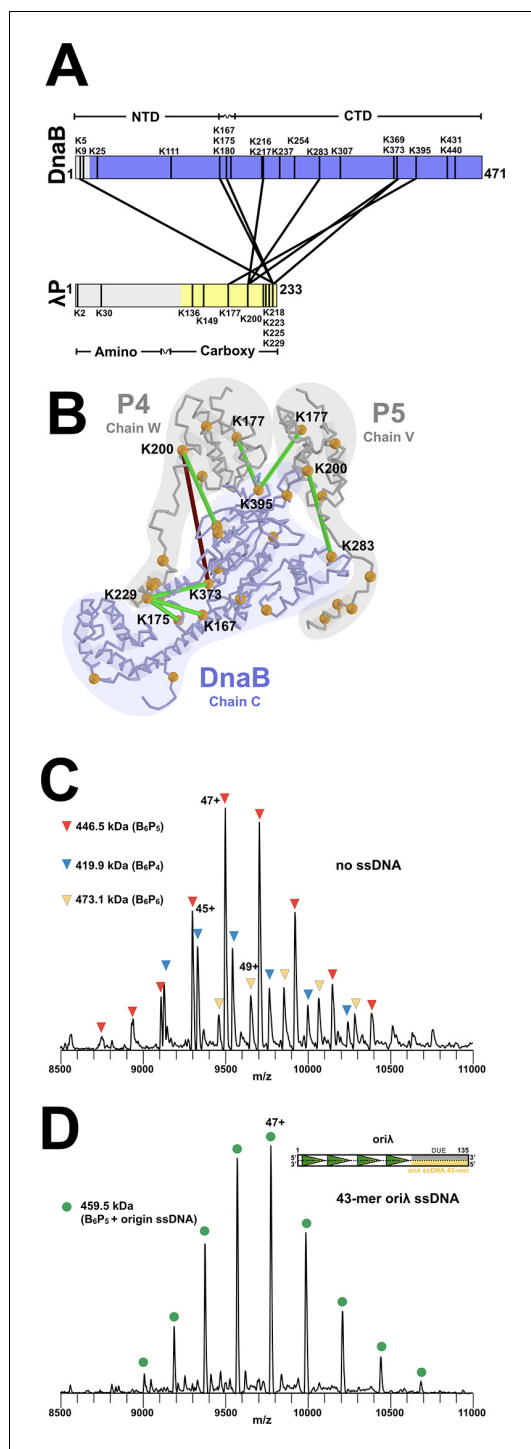 A
NTD
CTD
DnaB
K5
K9
K25
K111
K167
K175
K180
K216
K217
K237
K254
K283
K307
K369
K373
K395
K431
K440
1
471
λP
1
233
K2
K30
K136
K149
K177
K200
K218
K223
K225
K229
Amino
Carboxy
B
P4
Chain W
K177
K177
P5
Chain V
K200
K200
K395
K283
K229
K373
K175
K167
DnaB
Chain C
C
47+
446.5 kDa (B₆P₅)
419.9 kDa (B₆P₄)
473.1 kDa (B₆P₆)
no ssDNA
45+
49+
8500 9000 9500 10000 10500 11000
m/z
D
47+
oriλ
1 DUE 135
5' 3'
3' 5'
oriλ ssDNA 43-mer
459.5 kDa
(B₆P₅ + origin ssDNA)
43-mer oriλ ssDNA
8500 9000 9500 10000 10500 11000
m/z